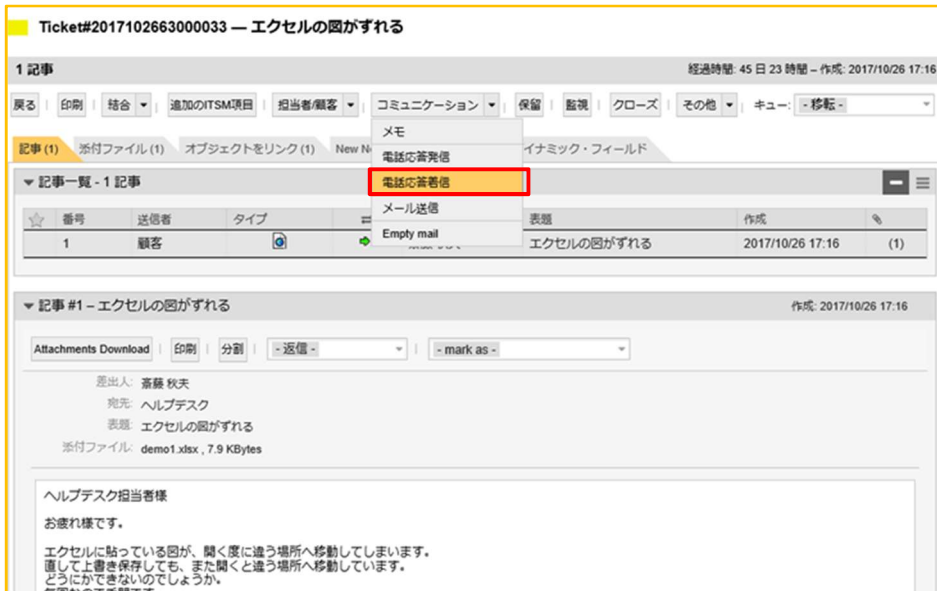 Ticket#2017102663000033 — エクセルの図がずれる
1 記事
経過時間: 45 日 23 時間 – 作成: 2017/10/26 17:16
戻る 印刷 結合 追加のITSM項目 担当者/顧客 コミュニケーション 保留 監視 クローズ その他 キュー: - 移転 -
メモ
電話応答発信
電話応答着信
メール送信
Empty mail
記事 (1) 添付ファイル (1) オブジェクトをリンク (1) New イナミック・フィールド
記事一覧 - 1 記事
番号 送信者 タイプ 表題 作成
1 顧客 エクセルの図がずれる 2017/10/26 17:16 (1)
記事 #1 – エクセルの図がずれる
作成: 2017/10/26 17:16
Attachments Download 印刷 分割 - 返信 - - mark as -
差出人: 斎藤 秋夫
宛先: ヘルプデスク
表題: エクセルの図がずれる
添付ファイル: demo1.xlsx , 7.9 KBytes
ヘルプデスク担当者様
お疲れ様です。
エクセルに貼っている図が、開く度に違う場所へ移動してしまいます。
直して上書き保存しても、また開くと違う場所へ移動しています。
どうにかできないのでしょうか。